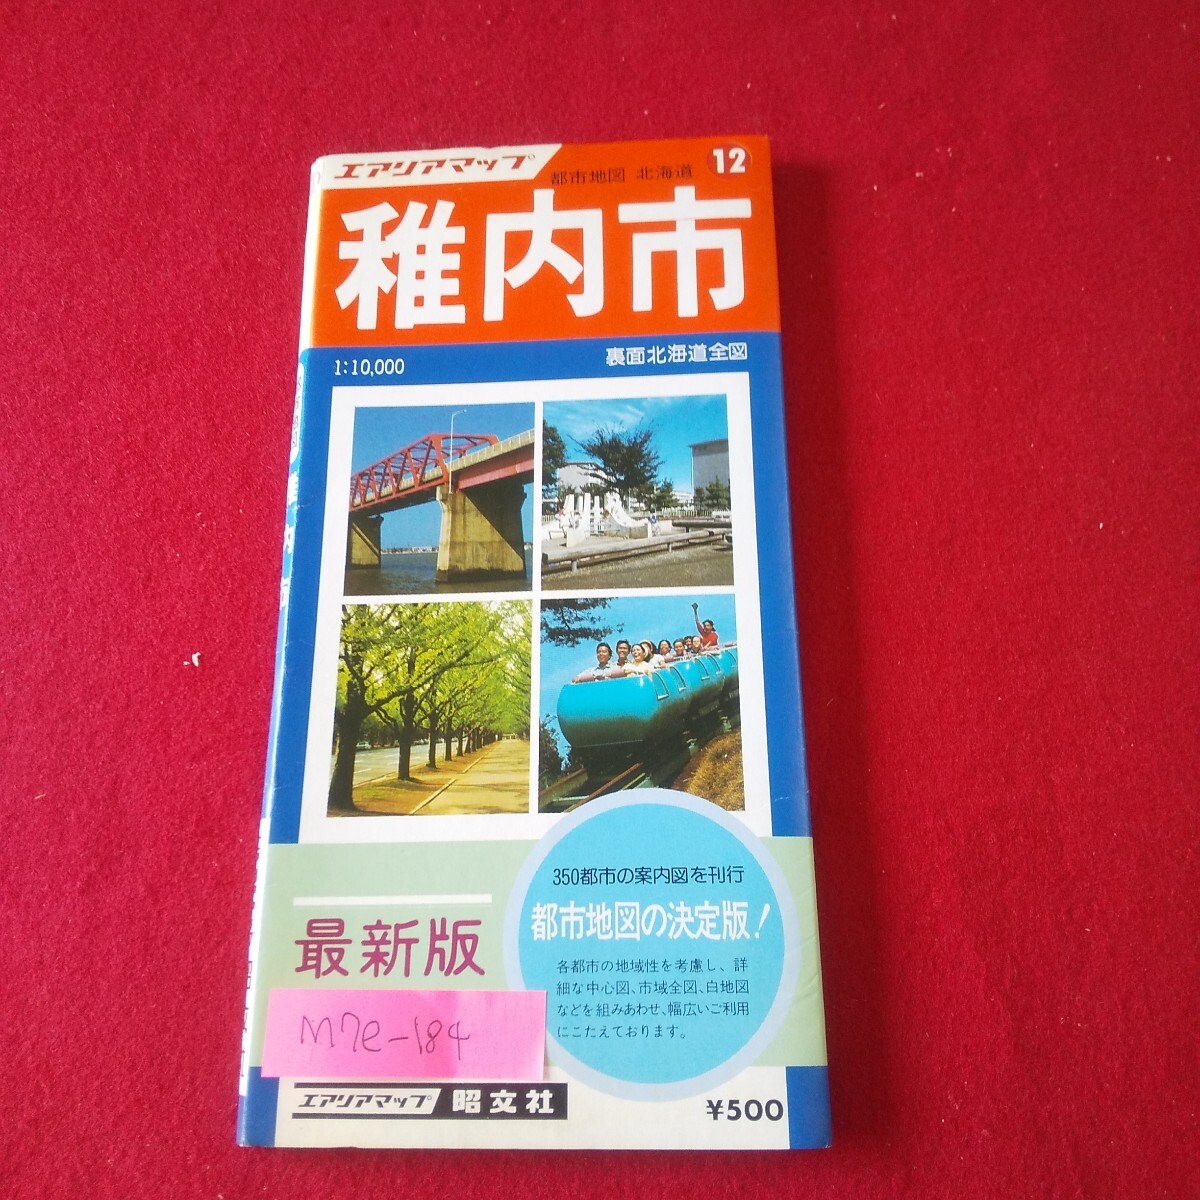 エアリアマップ
都市地図 北海道
12
稚内市
1:10,000
裏面北海道全図
350都市の案内図を刊行
都市地図の決定版!
各都市の地域性を考慮し、詳
細な中心図、市域全図、白地図
などを組みあわせ、幅広いご利用
にこたえております。
最新版
M7e-184
エアリアマップ 昭文社
¥500